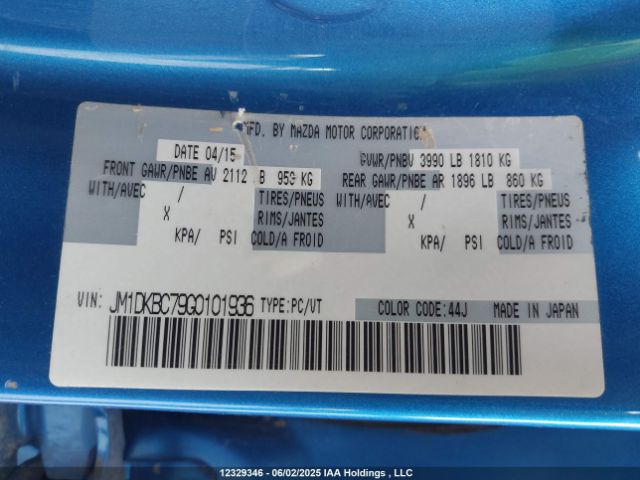 MFD. BY MAZDA MOTOR CORPORATION
DATE 04/15 GVWR/PNBV 3990 LB 1810 KG
FRONT GAWR/PNBE AV 2112 B 953 KG REAR GAWR/PNBE AR 1896 LB 860 KG
WITH/AVEC / TIRES/PNEUS WITH/AVEC / TIRES/PNEUS
X RIMS/JANTES X RIMS/JANTES
KPA/ PSI COLD/A FROID KPA/ PSI COLD/A FROID
VIN: JM1DKBC79G0101936 TYPE:PC/VT COLOR CODE:44J MADE IN JAPAN
12329346 - 06/02/2025 IAA Holdings , LLC